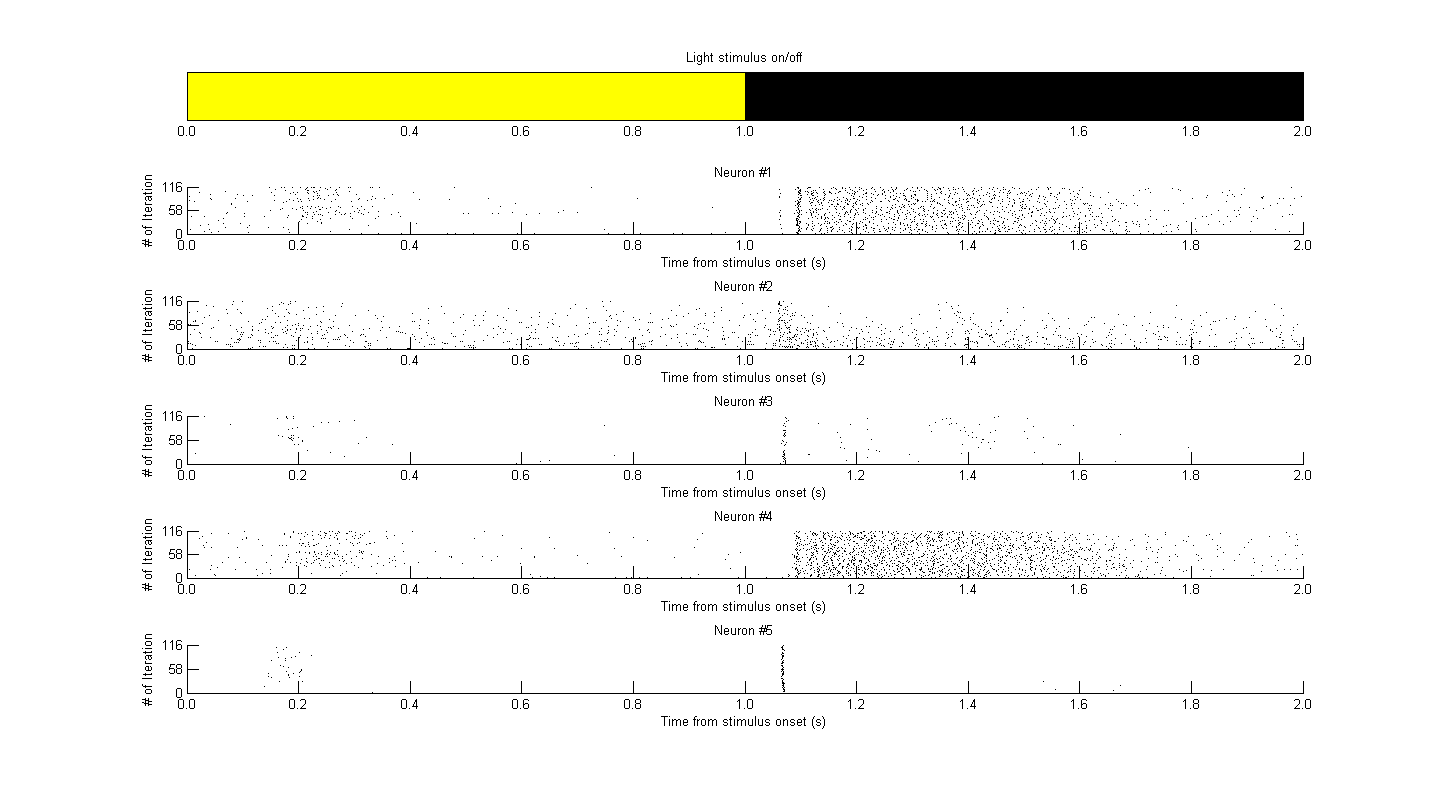 Light stimulus on/off
0.0 0.2 0.4 0.6 0.8 1.0 1.2 1.4 1.6 1.8 2.0
Neuron #1
# of Iteration
116
58
0
0.0 0.2 0.4 0.6 0.8 1.0 1.2 1.4 1.6 1.8 2.0
Time from stimulus onset (s)
Neuron #2
# of Iteration
116
58
0
0.0 0.2 0.4 0.6 0.8 1.0 1.2 1.4 1.6 1.8 2.0
Time from stimulus onset (s)
Neuron #3
# of Iteration
116
58
0
0.0 0.2 0.4 0.6 0.8 1.0 1.2 1.4 1.6 1.8 2.0
Time from stimulus onset (s)
Neuron #4
# of Iteration
116
58
0
0.0 0.2 0.4 0.6 0.8 1.0 1.2 1.4 1.6 1.8 2.0
Time from stimulus onset (s)
Neuron #5
# of Iteration
116
58
0
0.0 0.2 0.4 0.6 0.8 1.0 1.2 1.4 1.6 1.8 2.0
Time from stimulus onset (s)